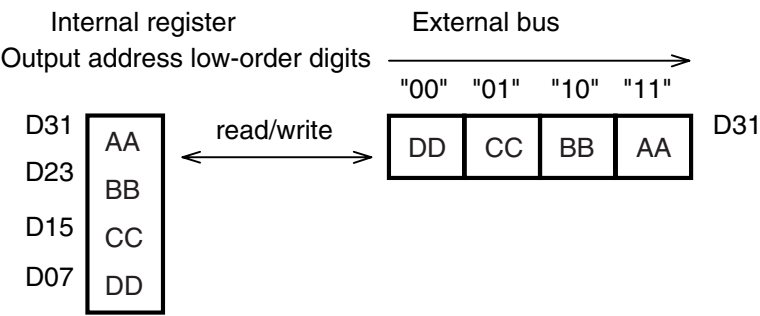 Internal register External bus
Output address low-order digits
"00" "01" "10" "11"
D31 AA read/write DD CC BB AA D31
D23 BB
D15 CC
D07 DD